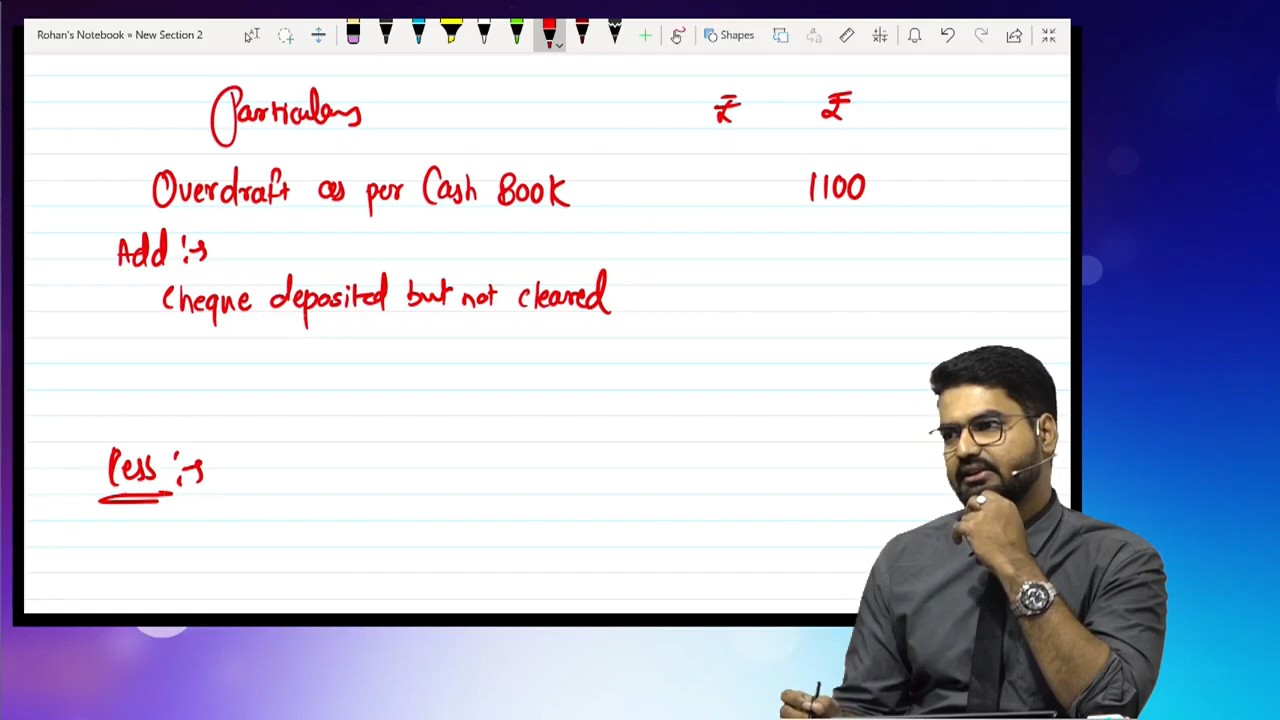 Rohan's Notebook » New Section 2
Shapes
Particulars ₹ ₹
Overdraft as per Cash Book 1100
Add :-
Cheque deposited but not cleared
Less :-